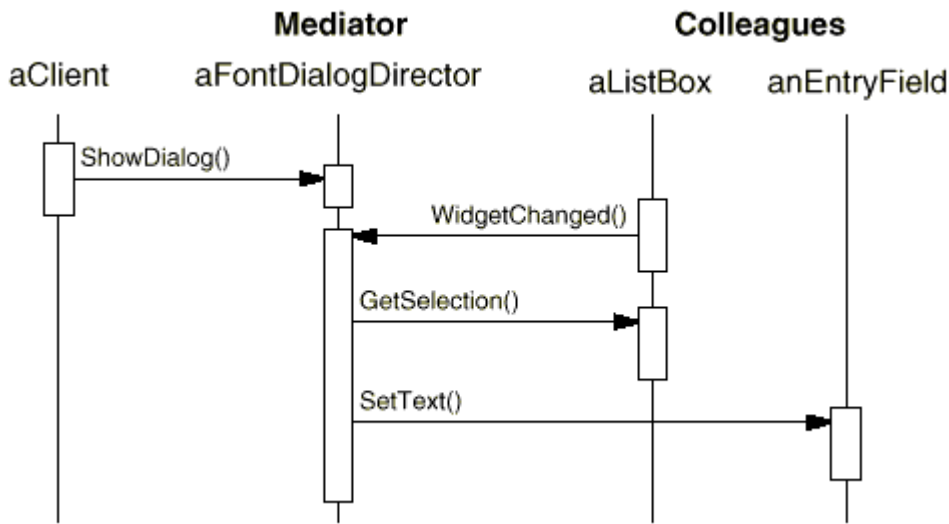 Mediator Colleagues
aClient aFontDialogDirector aListBox anEntryField
ShowDialog()
WidgetChanged()
GetSelection()
SetText()